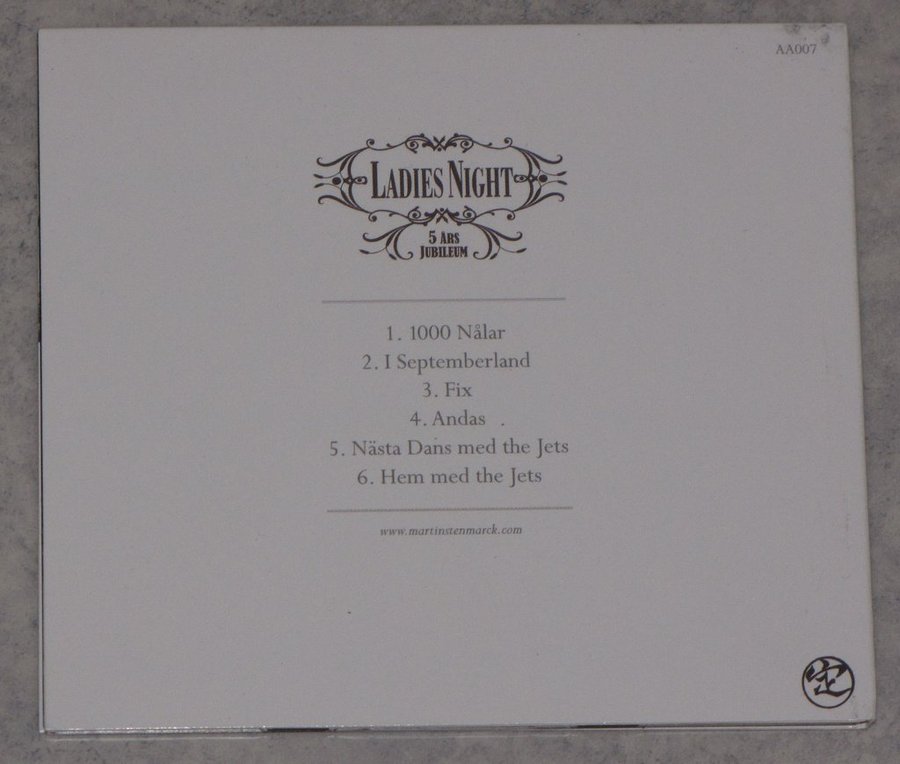 AA007
LADIES NIGHT
5 ÅRS
JUBILEUM
1. 1000 Nålar
2. I Septemberland
3. Fix
4. Andas
5. Nästa Dans med the Jets
6. Hem med the Jets
www.martinstenmarck.com